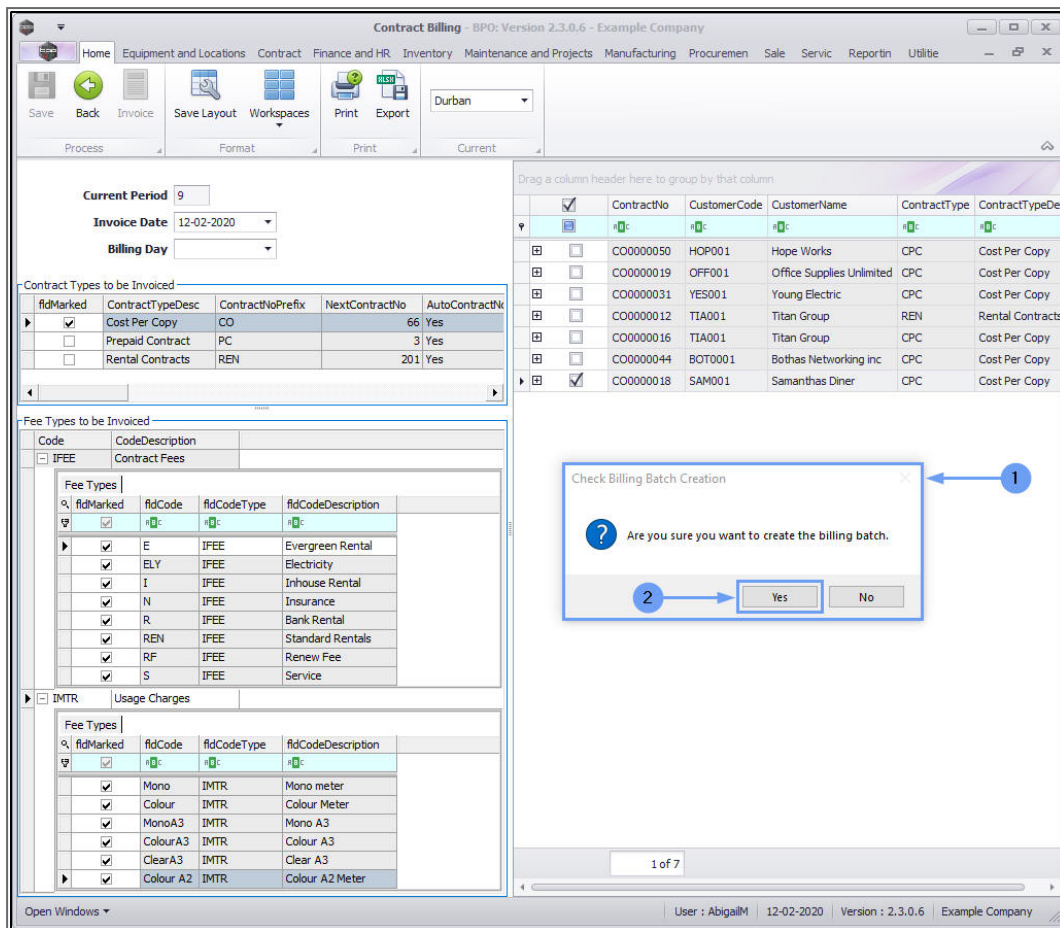 Contract Billing - BPO: Version 2.3.0.6 - Example Company
Home Equipment and Locations Contract Finance and HR Inventory Maintenance and Projects Manufacturing Procuremen Sale Servic Reportin Utilitie
Save Back Invoice Save Layout Workspaces Print Export Durban
Process Format Print Current
Current Period 9
Invoice Date 12-02-2020
Billing Day
Contract Types to be Invoiced
fldMarked ContractTypeDesc ContractNoPrefix NextContractNo AutoContractNo
Cost Per Copy CO 66 Yes
Prepaid Contract PC 3 Yes
Rental Contracts REN 201 Yes
Fee Types to be Invoiced
Code CodeDescription
IFEE Contract Fees
Fee Types
fldMarked fldCode fldCodeType fldCodeDescription
E IFEE Evergreen Rental
ELY IFEE Electricity
I IFEE Inhouse Rental
N IFEE Insurance
R IFEE Bank Rental
REN IFEE Standard Rentals
RF IFEE Renew Fee
S IFEE Service
IMTR Usage Charges
Fee Types
fldMarked fldCode fldCodeType fldCodeDescription
Mono IMTR Mono meter
Colour IMTR Colour Meter
MonoA3 IMTR Mono A3
ColourA3 IMTR Colour A3
ClearA3 IMTR Clear A3
Colour A2 IMTR Colour A2 Meter
Drag a column header here to group by that column
ContractNo CustomerCode CustomerName ContractType ContractTypeDe
CO0000050 HOP001 Hope Works CPC Cost Per Copy
CO0000019 OFF001 Office Supplies Unlimited CPC Cost Per Copy
CO0000031 YES001 Young Electric CPC Cost Per Copy
CO0000012 TIA001 Titan Group REN Rental Contracts
CO0000016 TIA001 Titan Group CPC Cost Per Copy
CO0000044 BOT0001 Bothas Networking inc CPC Cost Per Copy
CO0000018 SAM001 Samanthas Diner CPC Cost Per Copy
Check Billing Batch Creation
1
Are you sure you want to create the billing batch.
2
Yes No
1 of 7
Open Windows User : AbigailM 12-02-2020 Version : 2.3.0.6 Example Company